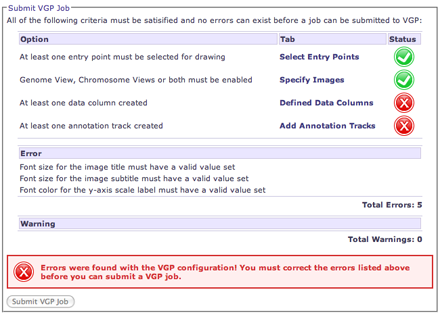 Submit VGP Job
All of the following criteria must be satisified and no errors can exist before a job can be submitted to VGP:
Option Tab Status
At least one entry point must be selected for drawing Select Entry Points
Genome View, Chromosome Views or both must be enabled Specify Images
At least one data column created Defined Data Columns
At least one annotation track created Add Annotation Tracks
Error
Font size for the image title must have a valid value set
Font size for the image subtitle must have a valid value set
Font color for the y-axis scale label must have a valid value set
Total Errors: 5
Warning
Total Warnings: 0
Errors were found with the VGP configuration! You must correct the errors listed above
before you can submit a VGP job.
Submit VGP Job